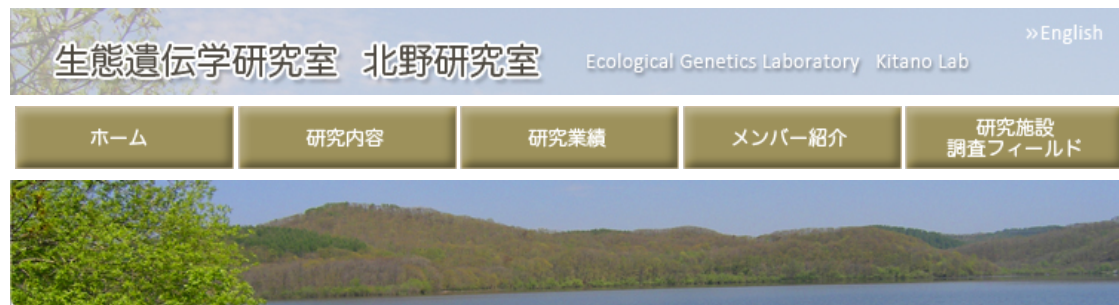 »English
生態遺伝学研究室 北野研究室 Ecological Genetics Laboratory Kitano Lab
ホーム
研究内容
研究業績
メンバー紹介
研究施設
調査フィールド